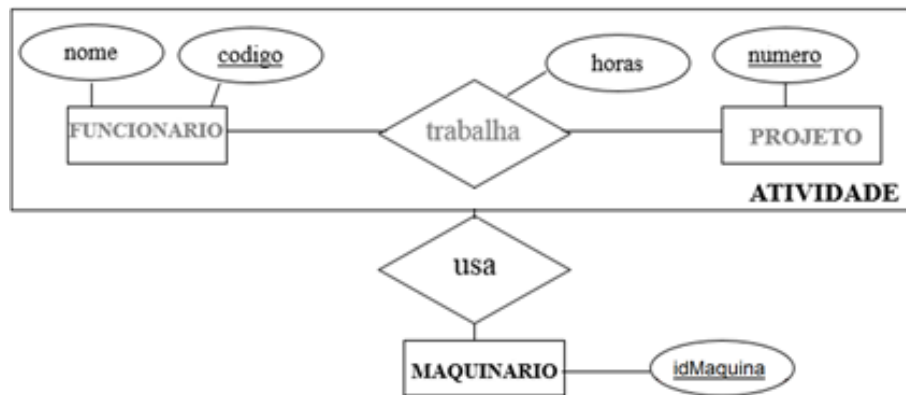 nome
codigo
horas
numero
FUNCIONARIO
trabalha
PROJETO
ATIVIDADE
usa
MAQUINARIO
idMaquina